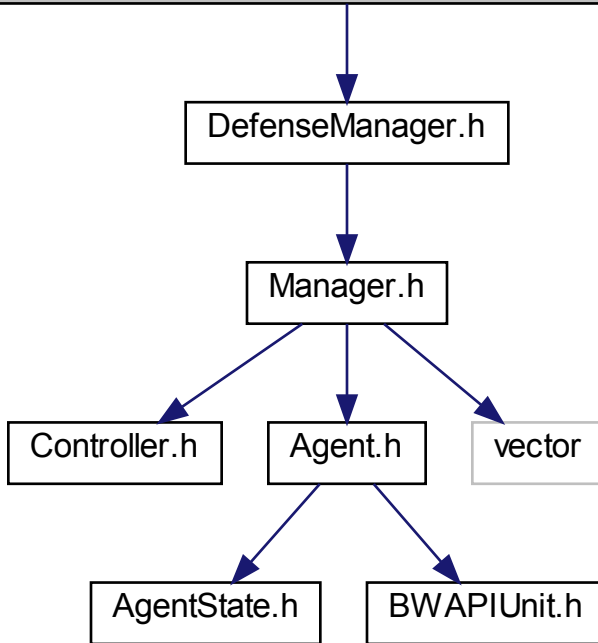 DefenseManager.h
Manager.h
Controller.h
Agent.h
vector
AgentState.h
BWAPIUnit.h